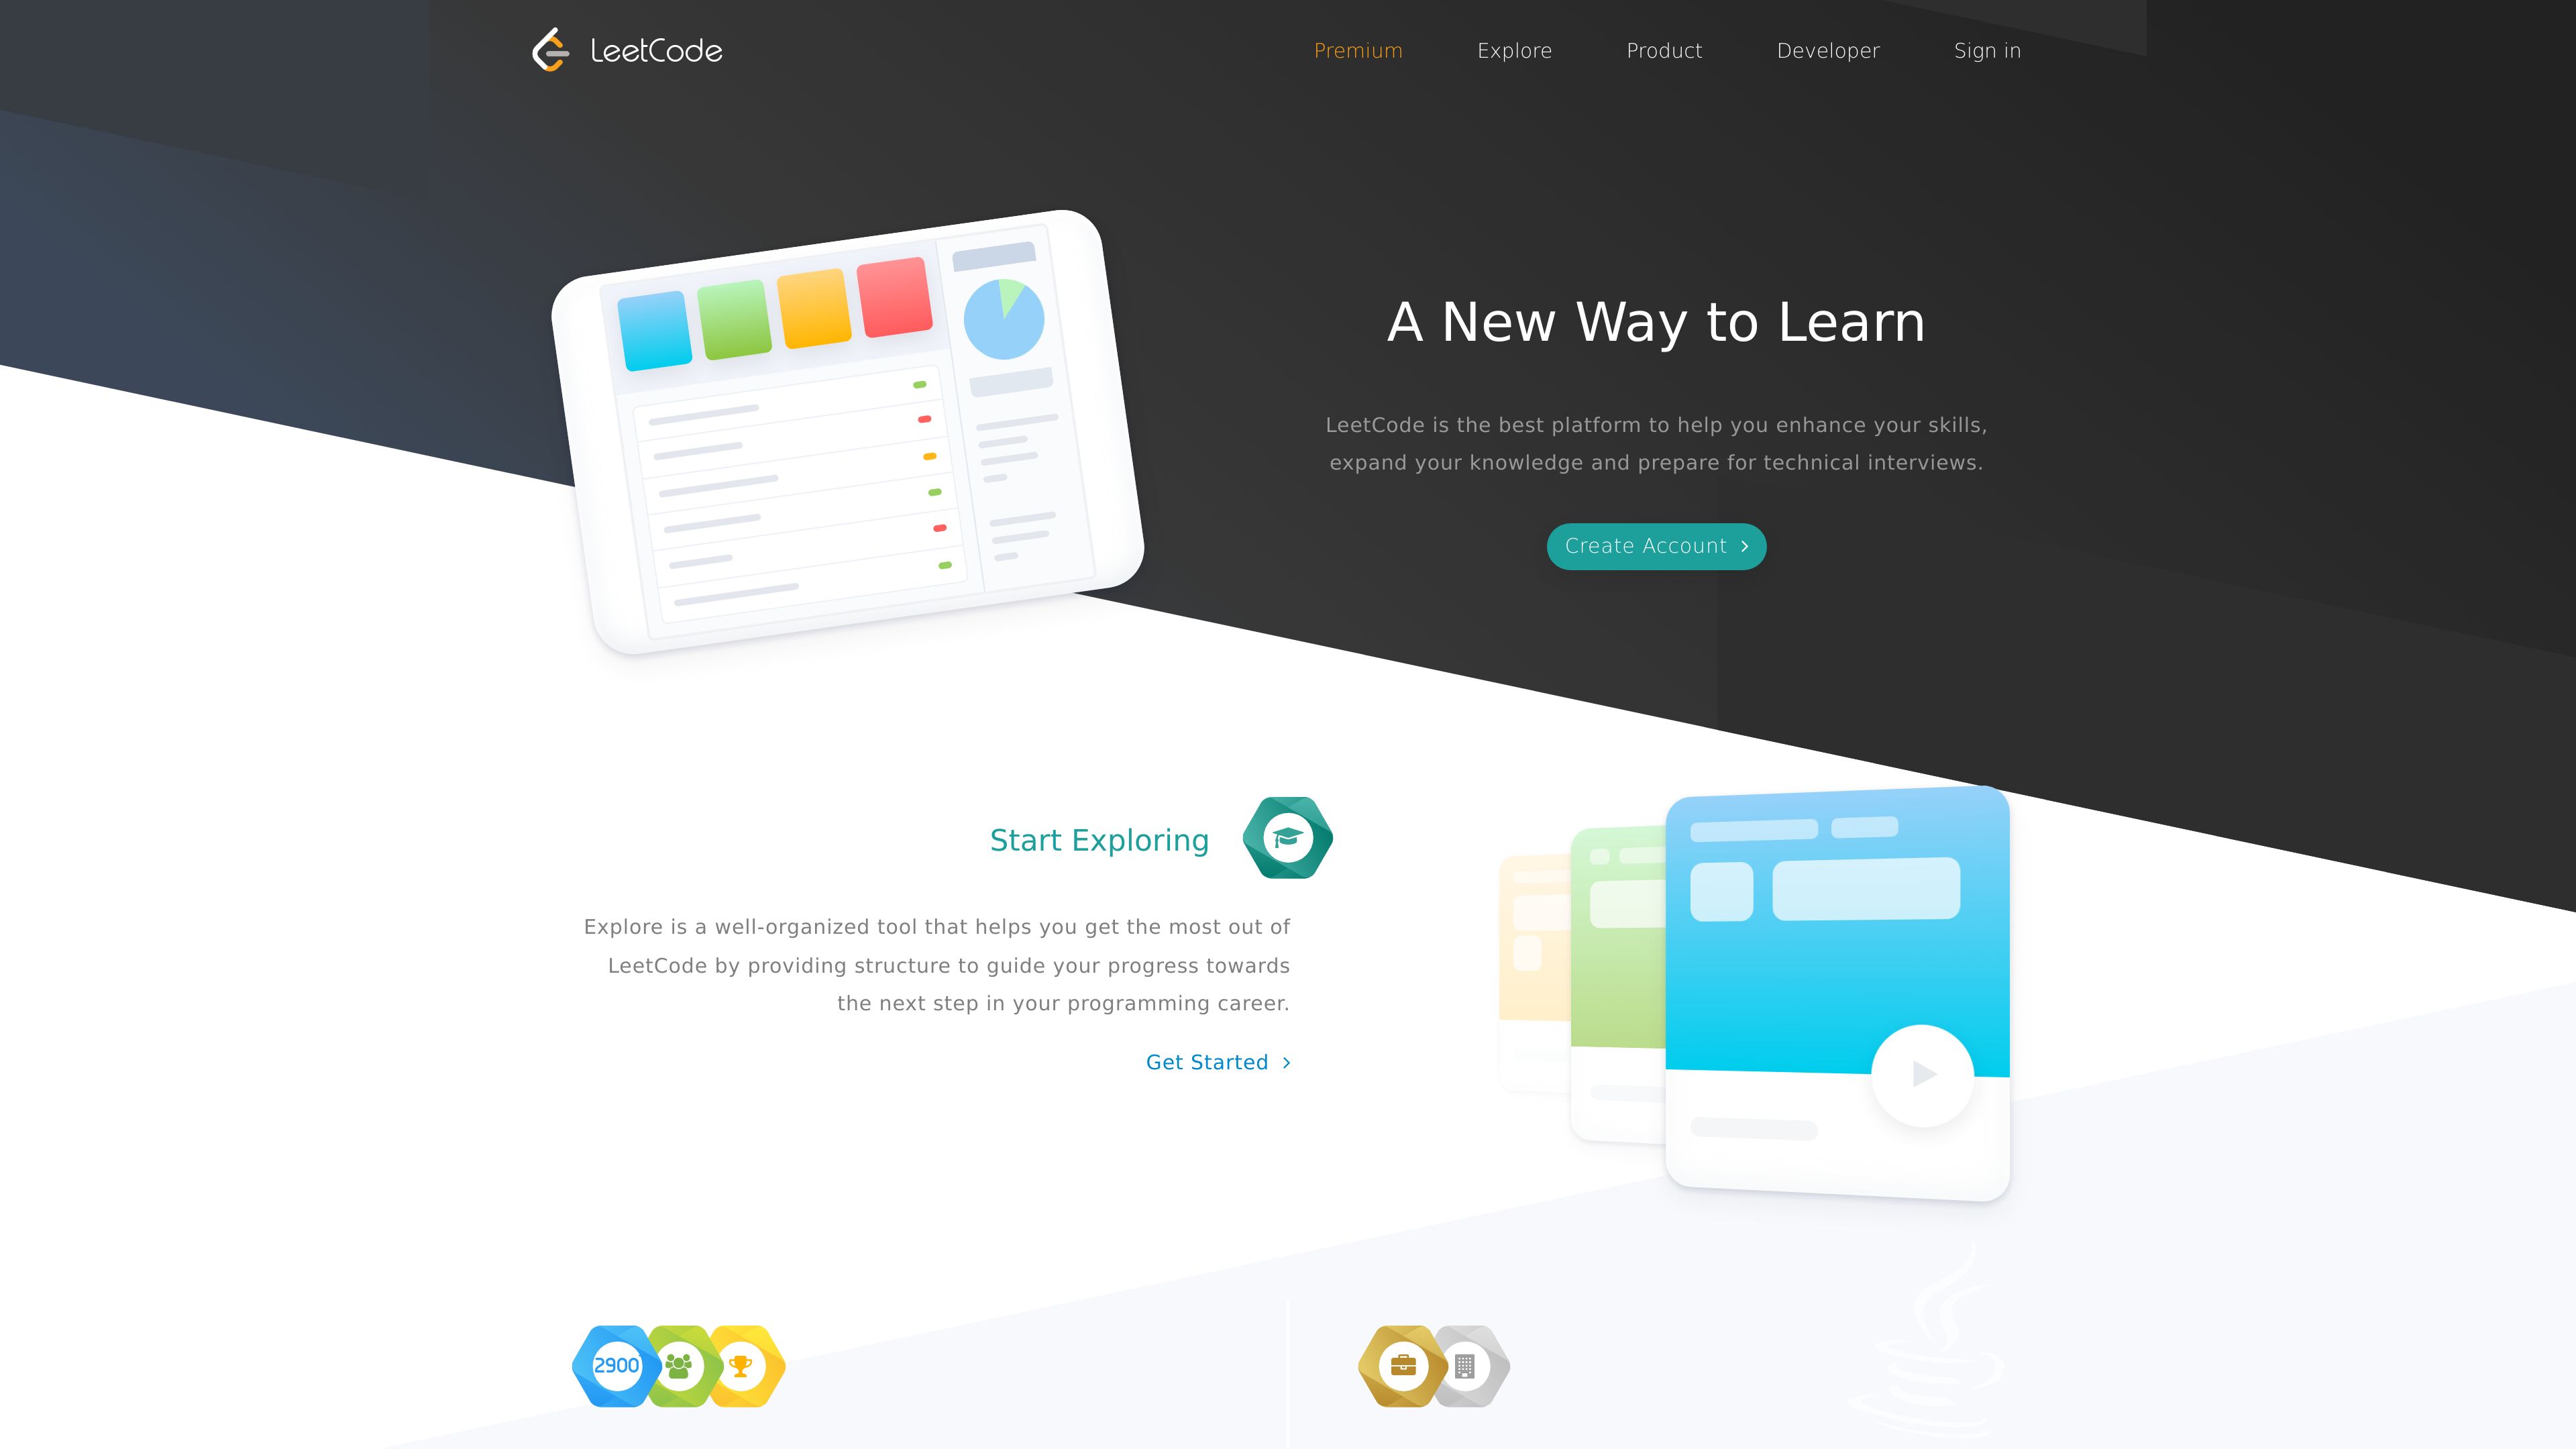 LeetCode
Premium Explore Product Developer Sign in
A New Way to Learn
LeetCode is the best platform to help you enhance your skills,
expand your knowledge and prepare for technical interviews.
Create Account
Start Exploring
Explore is a well-organized tool that helps you get the most out of
LeetCode by providing structure to guide your progress towards
the next step in your programming career.
Get Started
2900